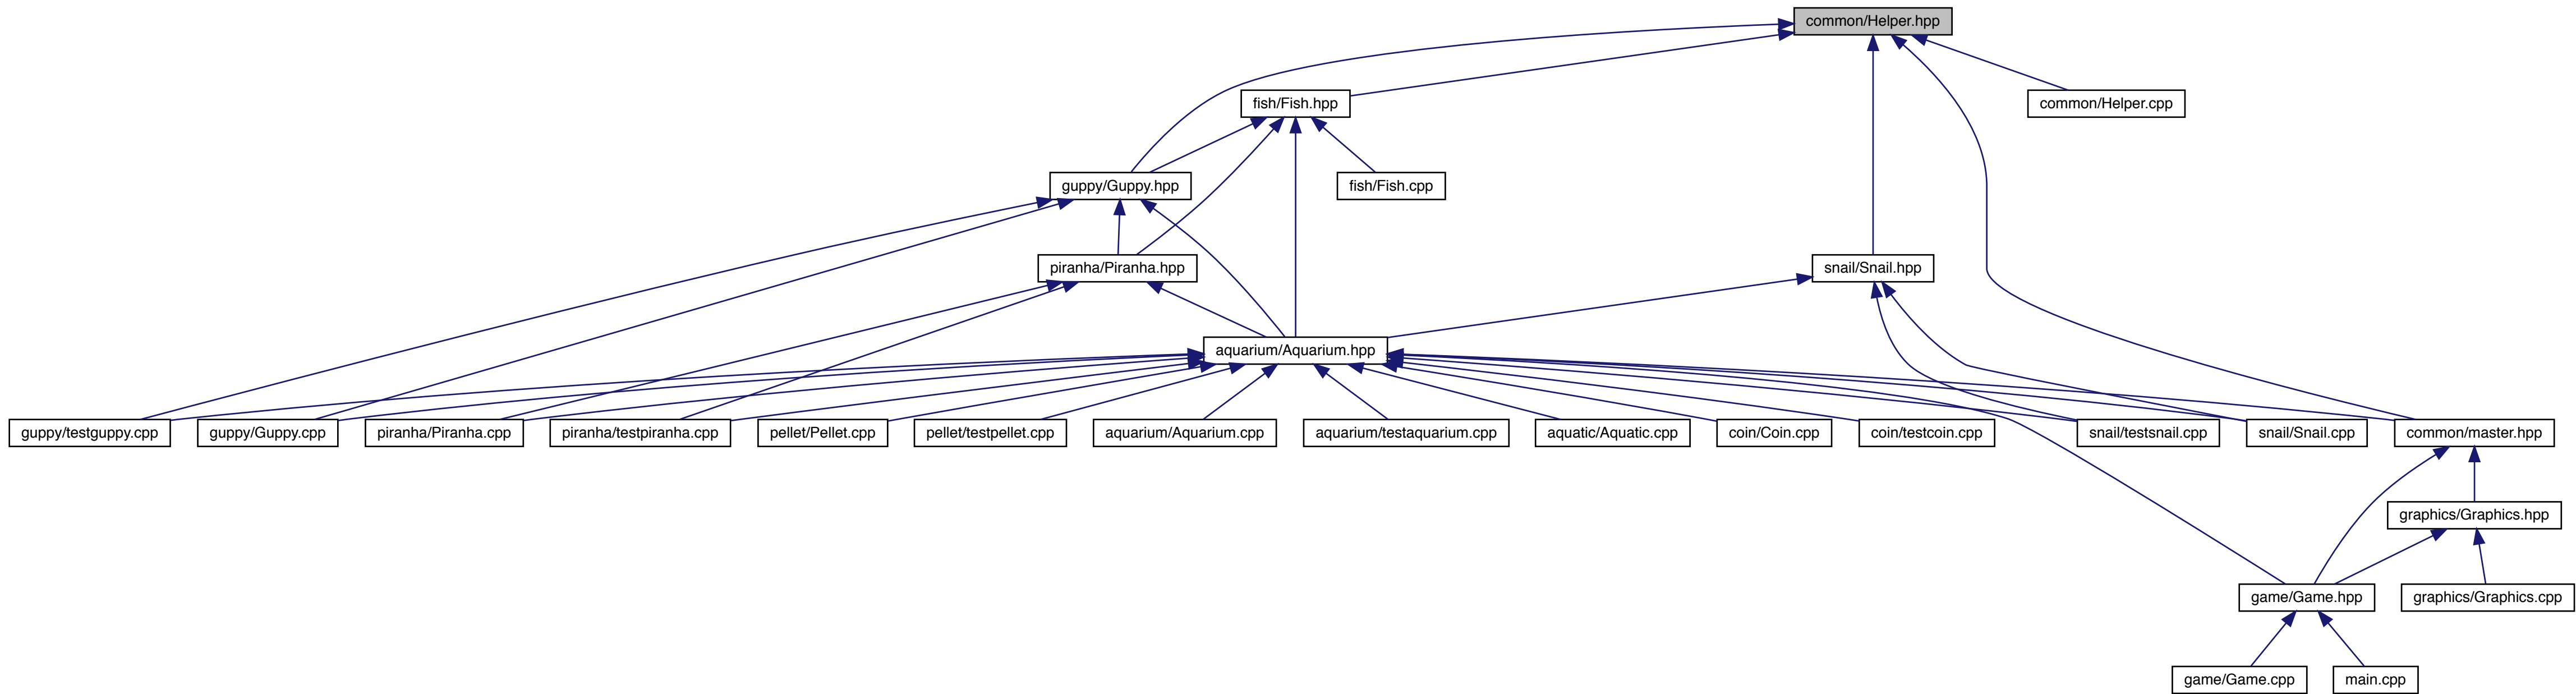 common/Helper.hpp
fish/Fish.hpp
common/Helper.cpp
guppy/Guppy.hpp
fish/Fish.cpp
piranha/Piranha.hpp
snail/Snail.hpp
aquarium/Aquarium.hpp
guppy/testguppy.cpp
guppy/Guppy.cpp
piranha/Piranha.cpp
piranha/testpiranha.cpp
pellet/Pellet.cpp
pellet/testpellet.cpp
aquarium/Aquarium.cpp
aquarium/testaquarium.cpp
aquatic/Aquatic.cpp
coin/Coin.cpp
coin/testcoin.cpp
snail/testsnail.cpp
snail/Snail.cpp
common/master.hpp
graphics/Graphics.hpp
game/Game.hpp
graphics/Graphics.cpp
game/Game.cpp
main.cpp